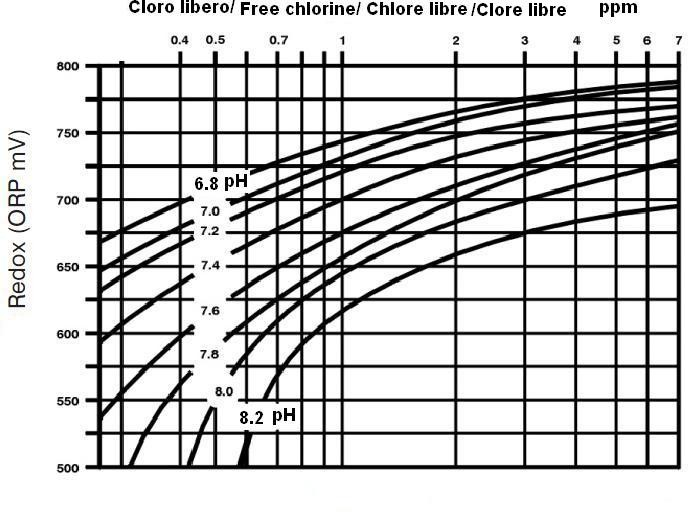 Cloro libero/ Free chlorine/ Chlore libre /Clore libre ppm
0.4 0.5 0.7 1 2 3 4 5 6 7
800
750
700
650
600
550
500
Redox (ORP mV)
6.8 pH
7.0
7.2
7.4
7.6
7.8
8.0
8.2 pH